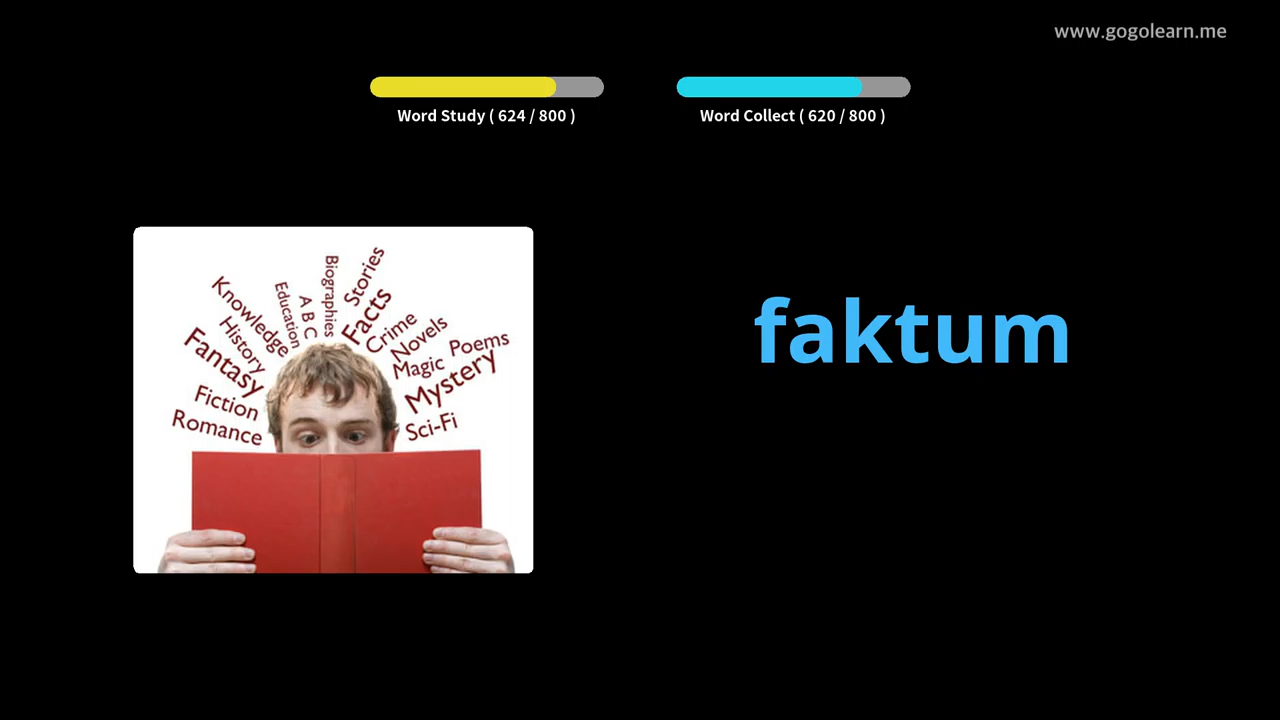 www.gogolearn.me
Word Study ( 624 / 800 )
Word Collect ( 620 / 800 )
faktum
Romance
Fiction
Fantasy
History
Knowledge
Education
A B C
Biographies
Stories
Facts
Crime
Novels
Magic
Poems
Mystery
Sci-Fi